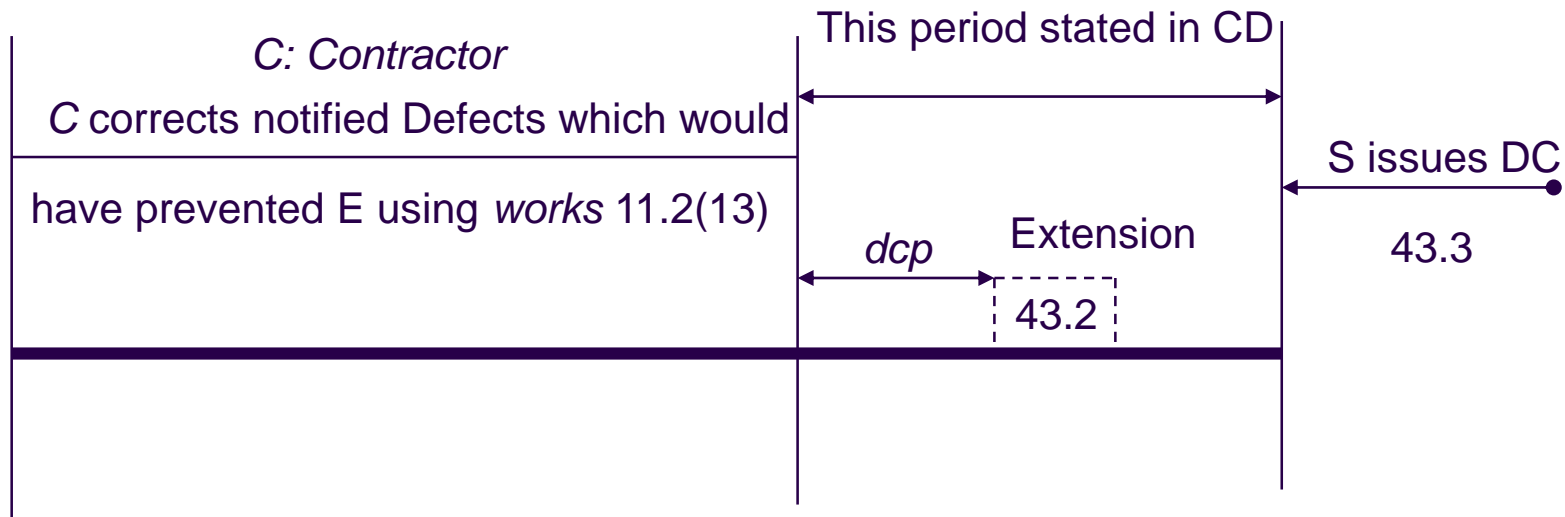 This period stated in CD
C: Contractor
C corrects notified Defects which would
have prevented E using works 11.2(13)
S issues DC
43.3
dcp
Extension
43.2